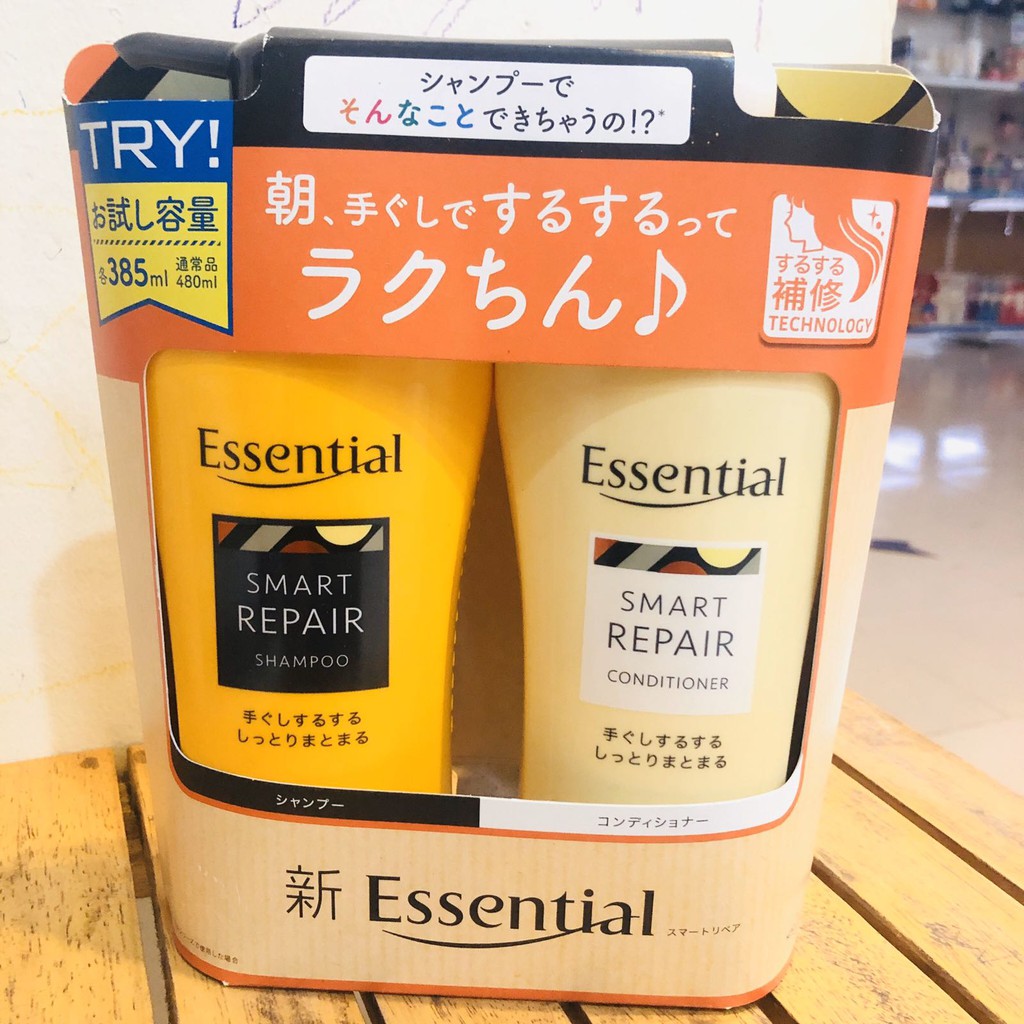 シャンプーで
そんなことできちゃうの!?*
TRY!
お試し容量
各385ml 通常品
480ml
朝、手ぐしでするするって
ラクちん♪
するする
補修
TECHNOLOGY
Essential
SMART
REPAIR
SHAMPOO
手ぐしするする
しっとりまとまる
Essential
SMART
REPAIR
CONDITIONER
手ぐしするする
しっとりまとまる
シャンプー
コンディショナー
新 Essential スマートリペア